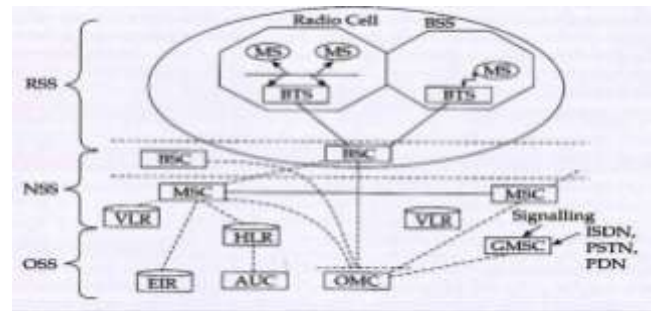 Radio Cell BSS
MS MS
MS
RSS
BTS BTS
BSC BSC
NSS
MSC MSC
VLR VLR Signalling
HLR GMSC ISDN,
PSTN,
PDN
OSS
EIR AUC OMC